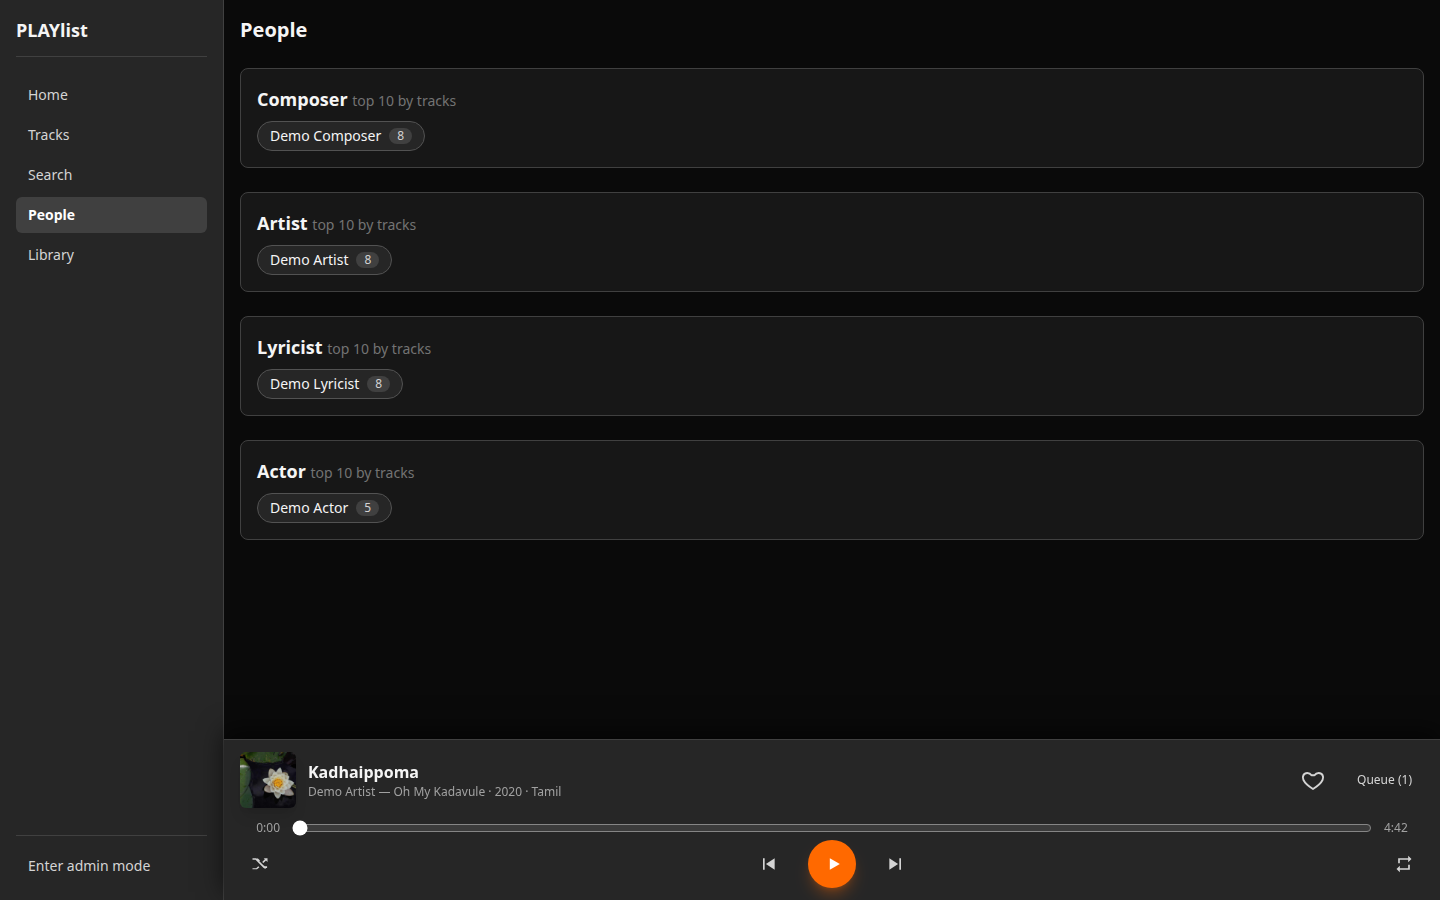 PLAYlist
Home
Tracks
Search
People
Library
Enter admin mode
People
Composer top 10 by tracks
Demo Composer 8
Artist top 10 by tracks
Demo Artist 8
Lyricist top 10 by tracks
Demo Lyricist 8
Actor top 10 by tracks
Demo Actor 5
Kadhaippoma
Demo Artist — Oh My Kadavule · 2020 · Tamil
Queue (1)
0:00
4:42